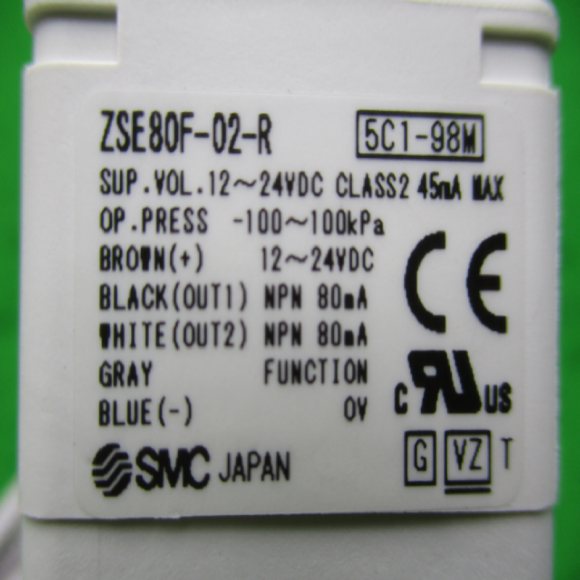 ZSE80F-02-R 5C1-98M
SUP.VOL.12～24VDC CLASS2 45mA MAX
OP.PRESS -100～100kPa
BROWN(+) 12～24VDC
BLACK(OUT1) NPN 80mA
WHITE(OUT2) NPN 80mA
GRAY FUNCTION
BLUE(-) 0V
CE
C RU US
SMC JAPAN
G VZ T